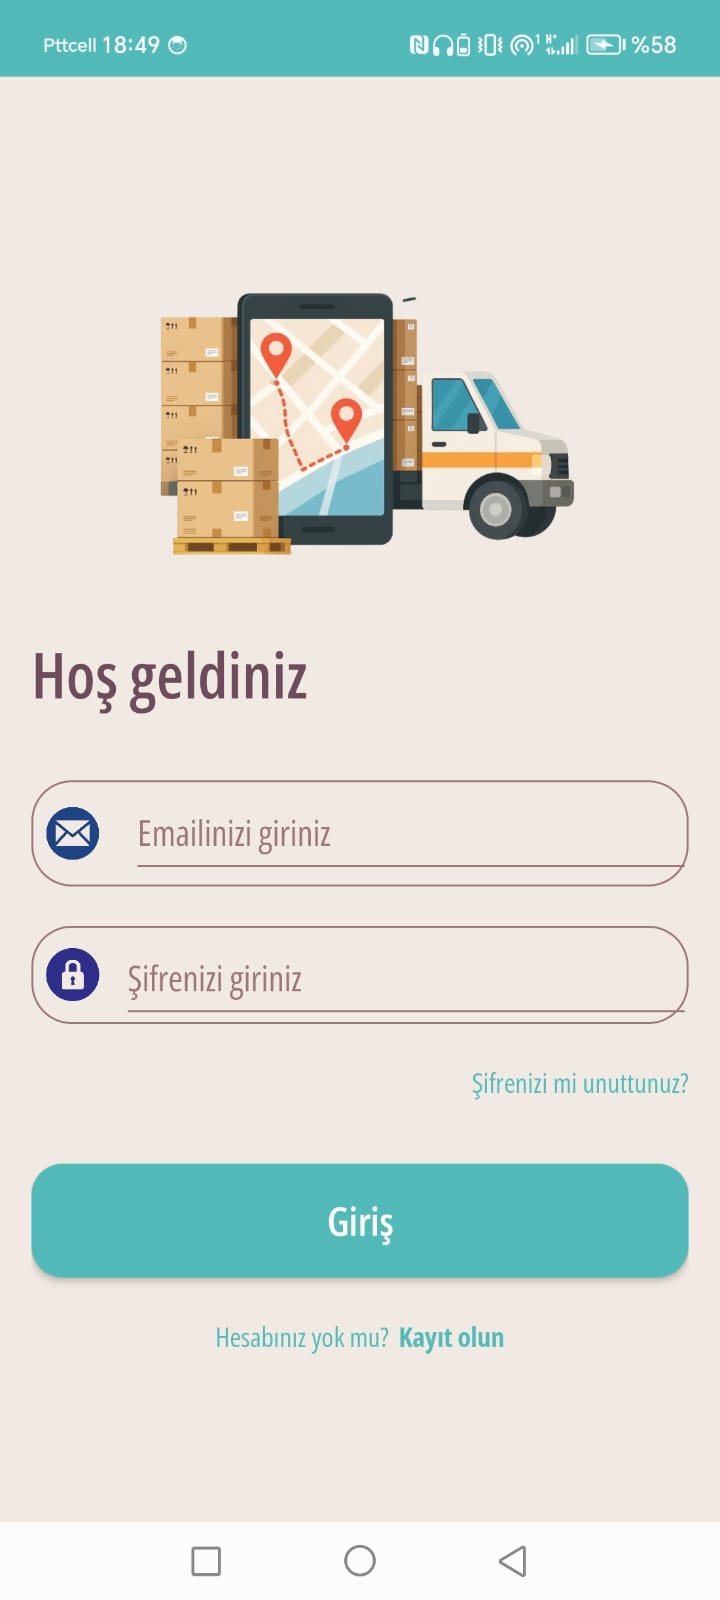 Pttcell 18:49 %58
Hoş geldiniz
Emailinizi giriniz
Şifrenizi giriniz
Şifrenizi mi unuttunuz?
Giriş
Hesabınız yok mu? Kayıt olun